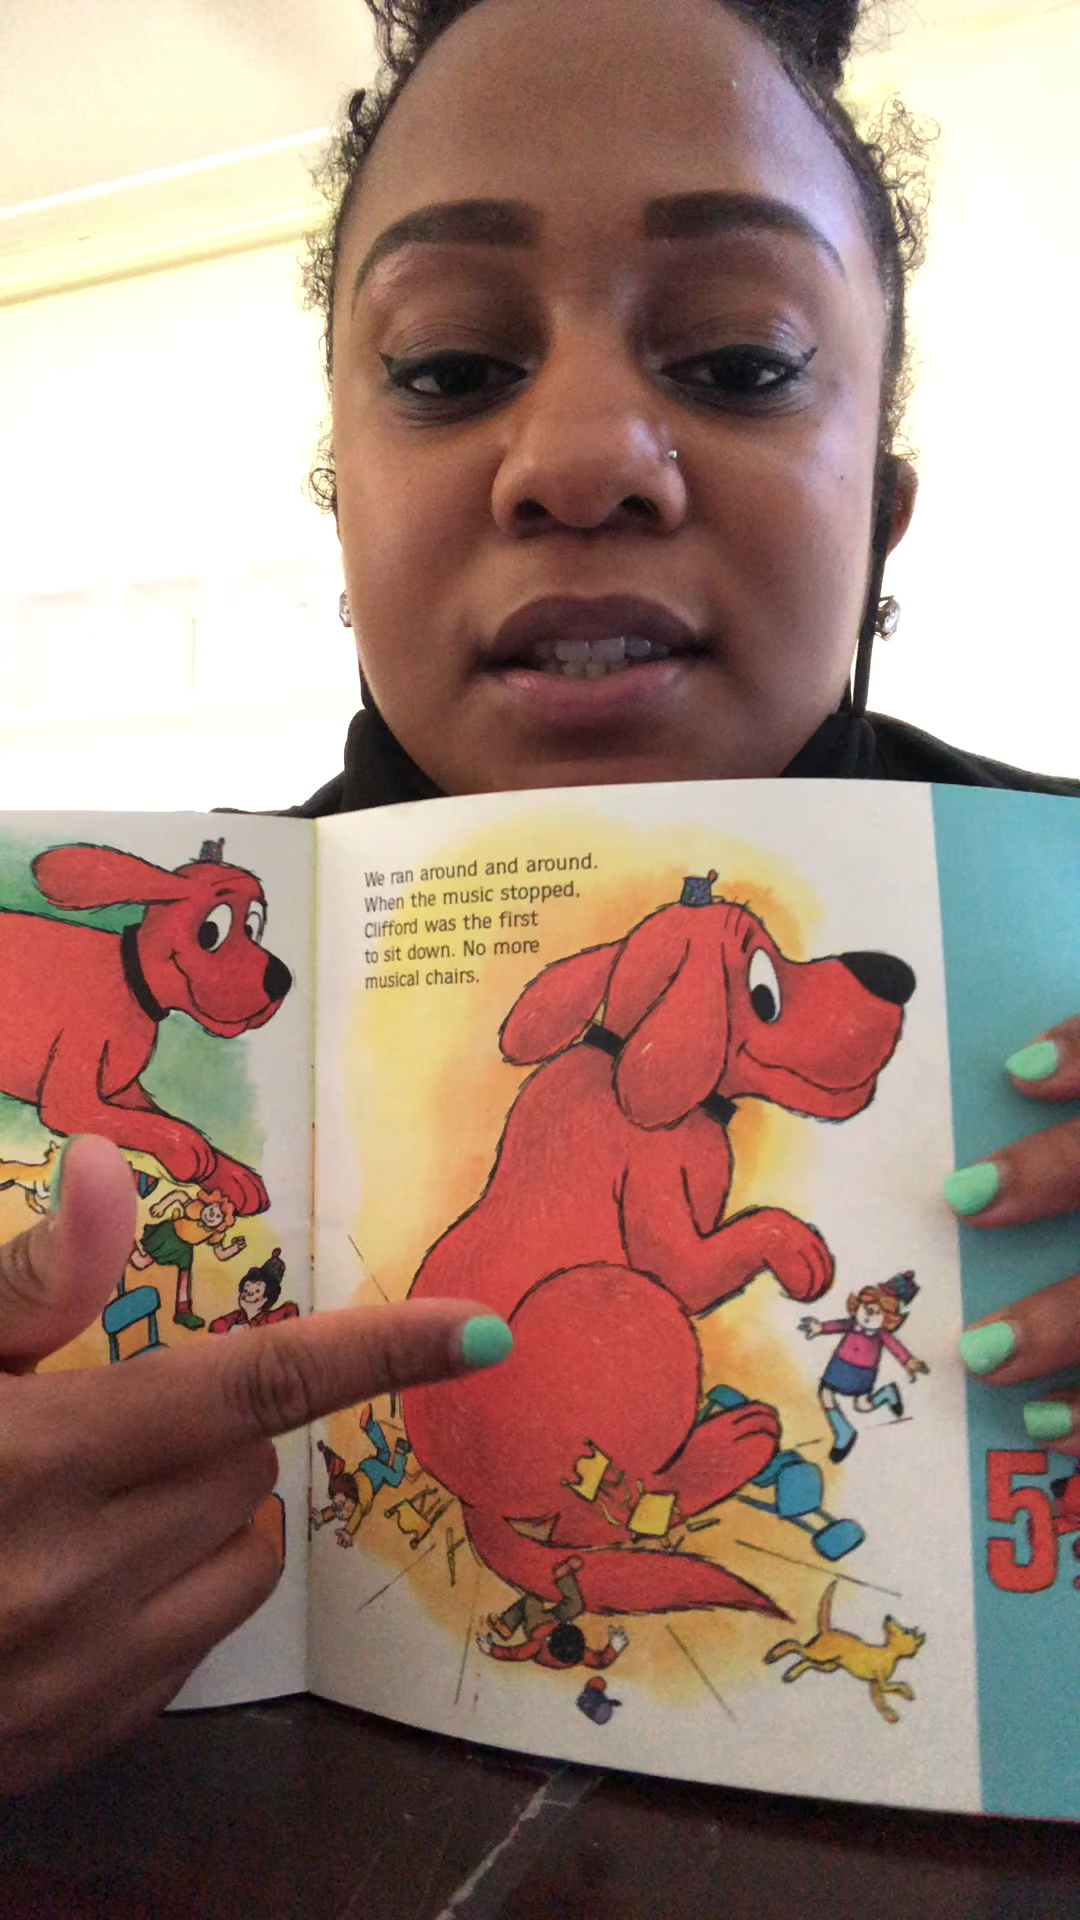 We ran around and around.
When the music stopped,
Clifford was the first
to sit down. No more
musical chairs.
5